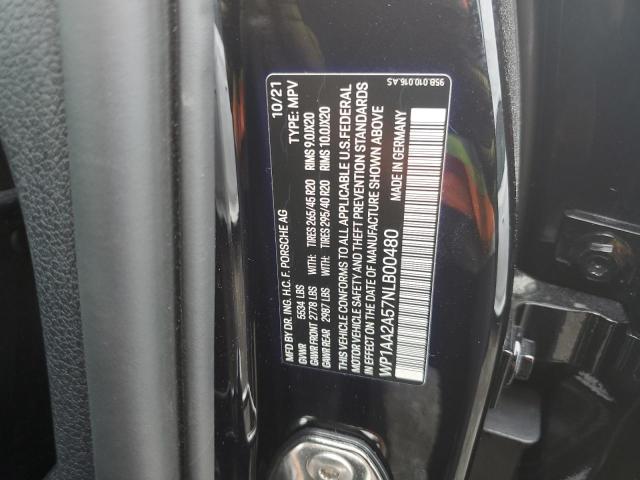 95B.010.016.AS
MFD BY DR. ING. H.C. F. PORSCHE AG 10/21
GVWR 5534 LBS TYPE: MPV
GAWR FRONT 2778 LBS WITH: TIRES 265/45 R20 RIMS 9.0JX20
GAWR REAR 2987 LBS WITH: TIRES 295/40 R20 RIMS 10.0JX20
THIS VEHICLE CONFORMS TO ALL APPLICABLE U.S.FEDERAL
MOTOR VEHICLE SAFETY AND THEFT PREVENTION STANDARDS
IN EFFECT ON THE DATE OF MANUFACTURE SHOWN ABOVE
WP1AA2A57NLB00480 MADE IN GERMANY